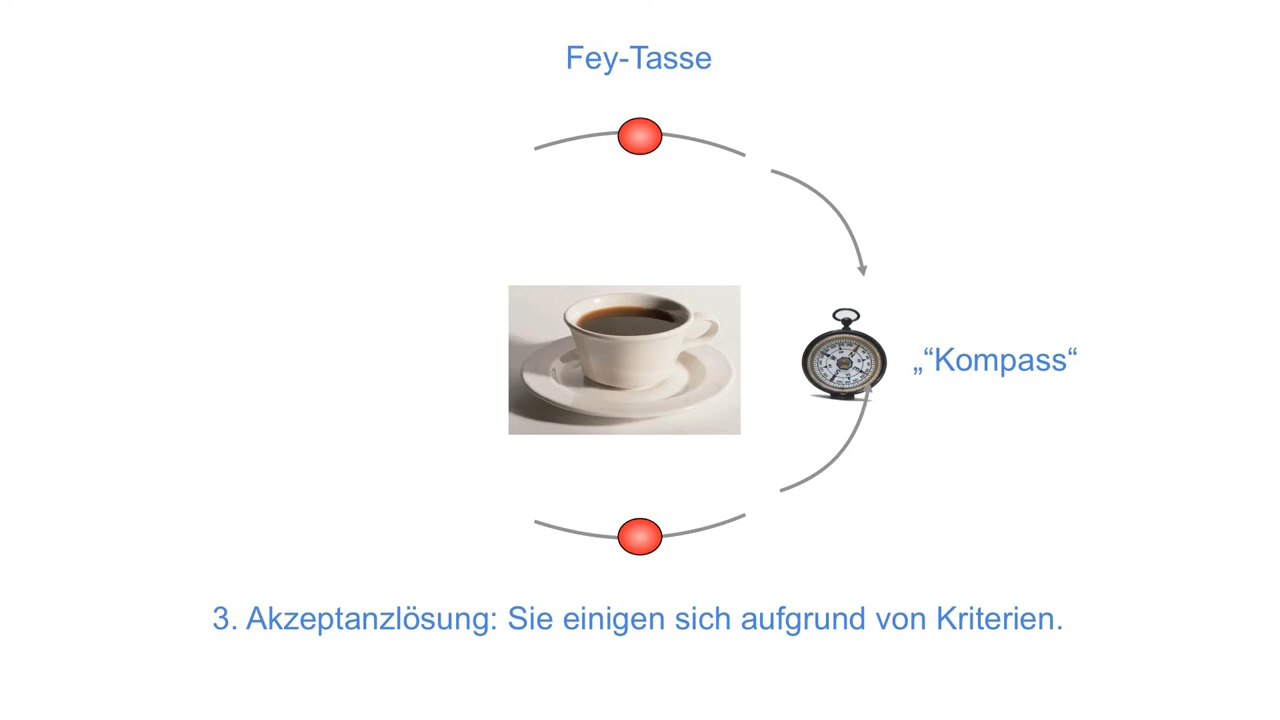 Fey-Tasse
„“Kompass“
3. Akzeptanzlösung: Sie einigen sich aufgrund von Kriterien.